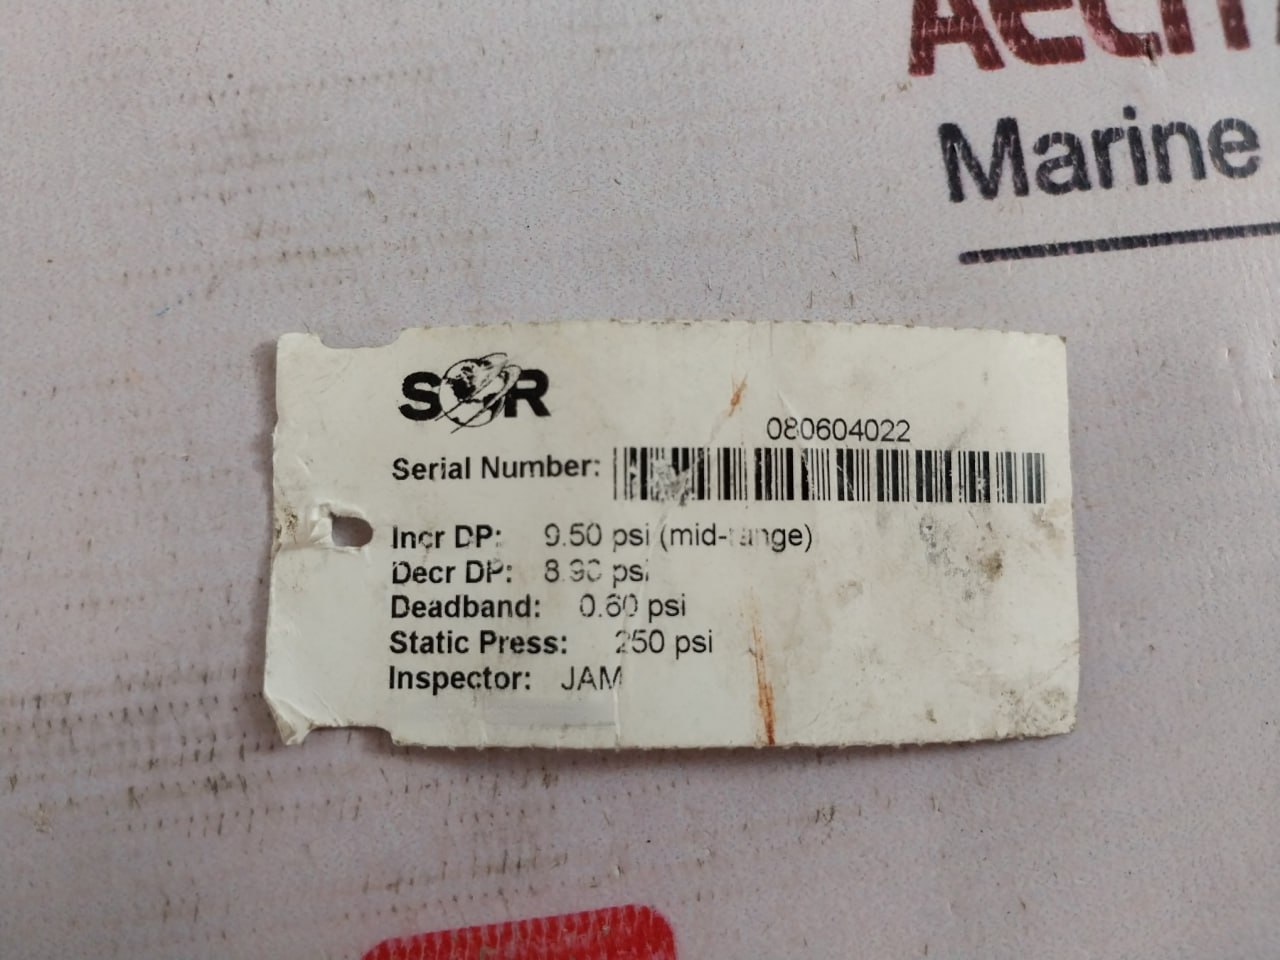 Marine
SOR
080604022
Serial Number:
Incr DP: 9.50 psi (mid-range)
Decr DP: 8.90 psi
Deadband: 0.60 psi
Static Press: 250 psi
Inspector: JAM